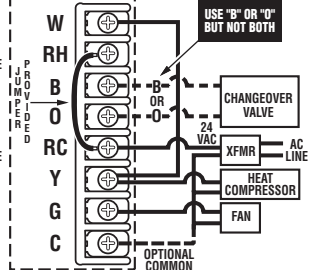 USE "B" OR "O"
BUT NOT BOTH
W
RH
JUMPER
PROVIDED
B
B
OR
O
O
CHANGEOVER
VALVE
24
VAC
RC
XFMR
AC
LINE
Y
HEAT
COMPRESSOR
G
FAN
C
OPTIONAL
COMMON